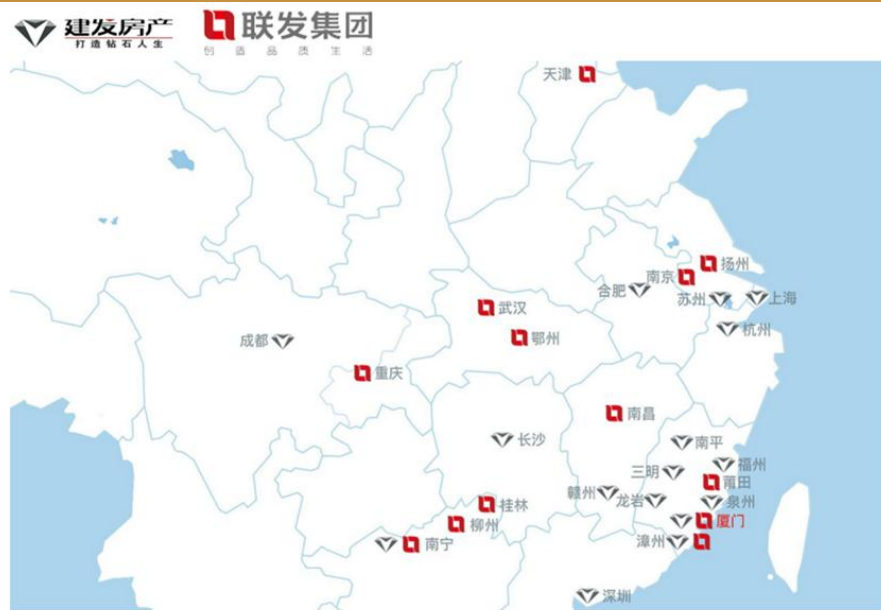 建发房产
打造钻石人生
联发集团
创造品质生活
天津
扬州
南京
合肥
苏州
上海
武汉
杭州
鄂州
成都
重庆
南昌
长沙
南平
福州
三明
莆田
赣州
龙岩
泉州
桂林
厦门
柳州
漳州
南宁
深圳